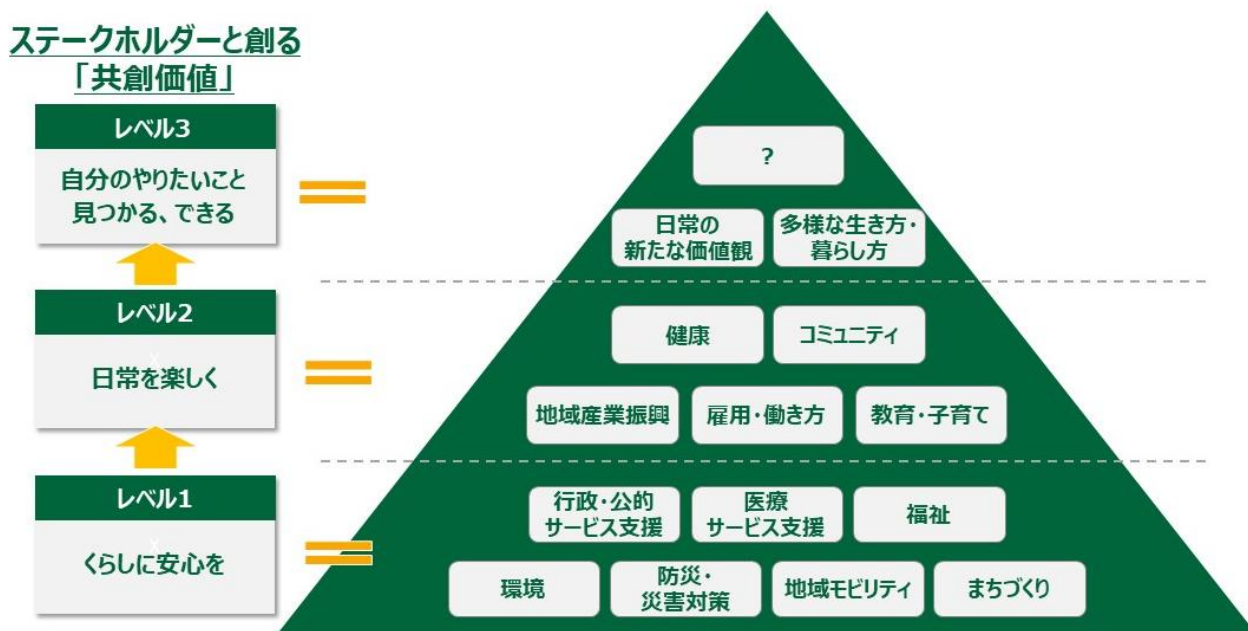 ステークホルダーと創る
「共創価値」
レベル3
自分のやりたいこと
見つかる、できる
レベル2
日常を楽しく
レベル1
くらしに安心を
?
日常の
新たな価値観
多様な生き方・
暮らし方
健康
コミュニティ
地域産業振興
雇用・働き方
教育・子育て
行政・公的
サービス支援
医療
サービス支援
福祉
環境
防災・
災害対策
地域モビリティ
まちづくり